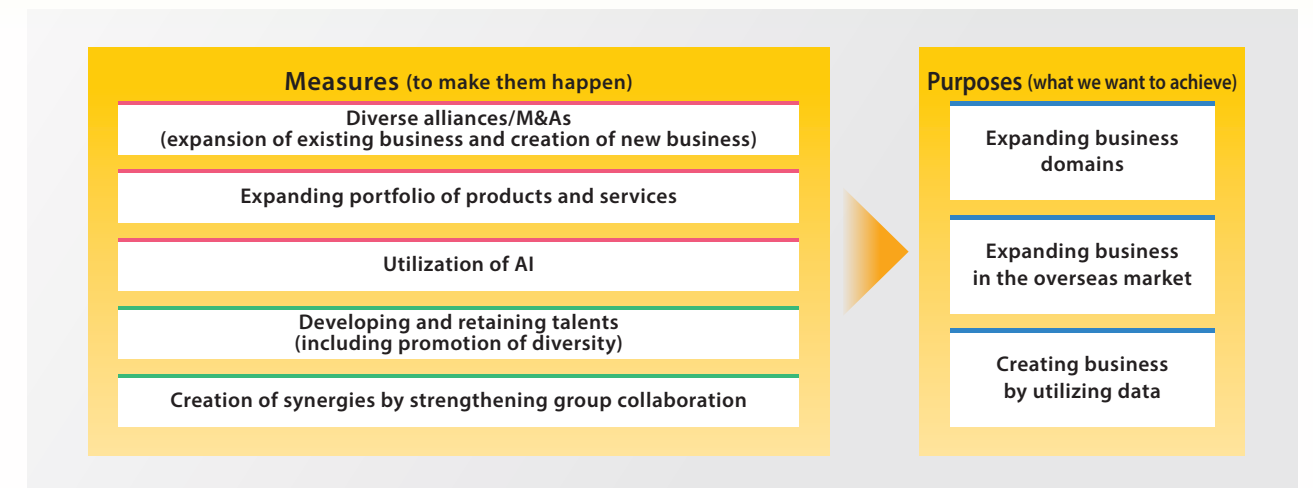 Measures (to make them happen)
Diverse alliances/M&As
(expansion of existing business and creation of new business)
Expanding portfolio of products and services
Utilization of AI
Developing and retaining talents
(including promotion of diversity)
Creation of synergies by strengthening group collaboration
Purposes (what we want to achieve)
Expanding business
domains
Expanding business
in the overseas market
Creating business
by utilizing data